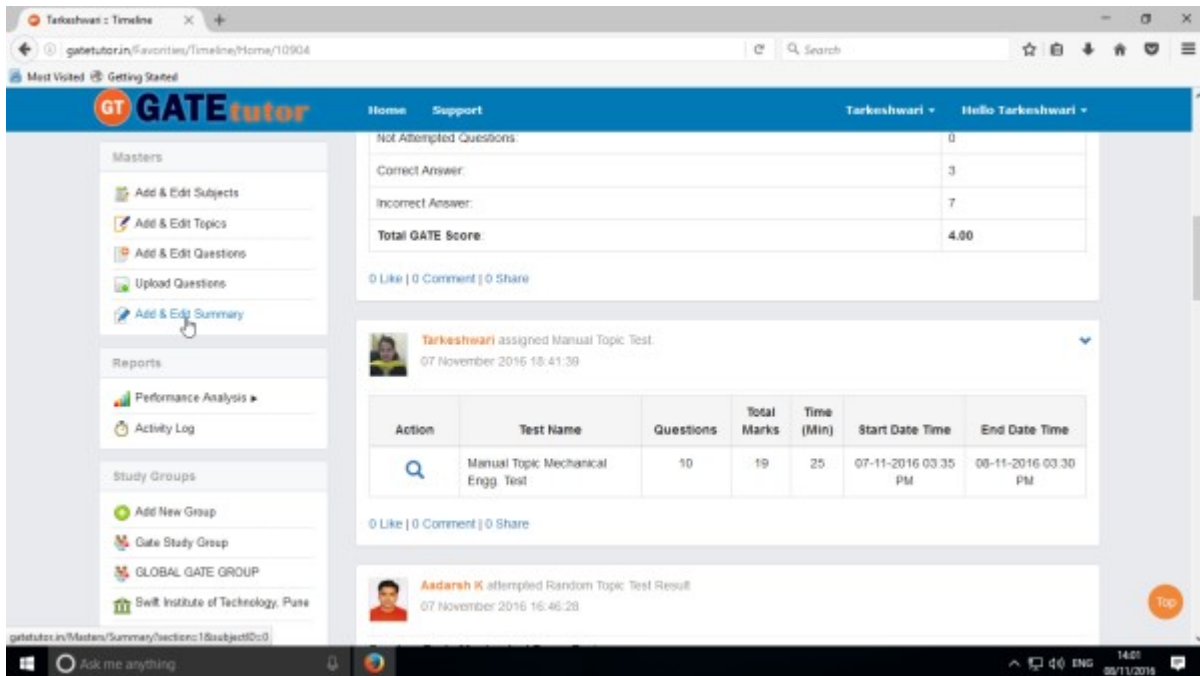 Tarkeshwari :: Timeline
gatetutor.in/Favorities/Timeline/Home/10904
Search
Most Visited Getting Started
GT GATEtutor Home Support Tarkeshwari Hello Tarkeshwari
Masters
Add & Edit Subjects
Add & Edit Topics
Add & Edit Questions
Upload Questions
Add & Edit Summary
Reports
Performance Analysis
Activity Log
Study Groups
Add New Group
Gate Study Group
GLOBAL GATE GROUP
Swift Institute of Technology, Pune
Not Attempted Questions: 0
Correct Answer: 3
Incorrect Answer: 7
Total GATE Score: 4.00
0 Like | 0 Comment | 0 Share
Tarkeshwari assigned Manual Topic Test.
07 November 2016 18:41:39
Action Test Name Questions Total Marks Time (Min) Start Date Time End Date Time
Manual Topic Mechanical Engg. Test 10 19 25 07-11-2016 03:35 PM 08-11-2016 03:30 PM
0 Like | 0 Comment | 0 Share
Aadarsh K attempted Random Topic Test Result
07 November 2016 16:46:28
Top
gatetutor.in/Masters/Summary?section=1&subjectID=0
Ask me anything
ENG
14:01
08/11/2016